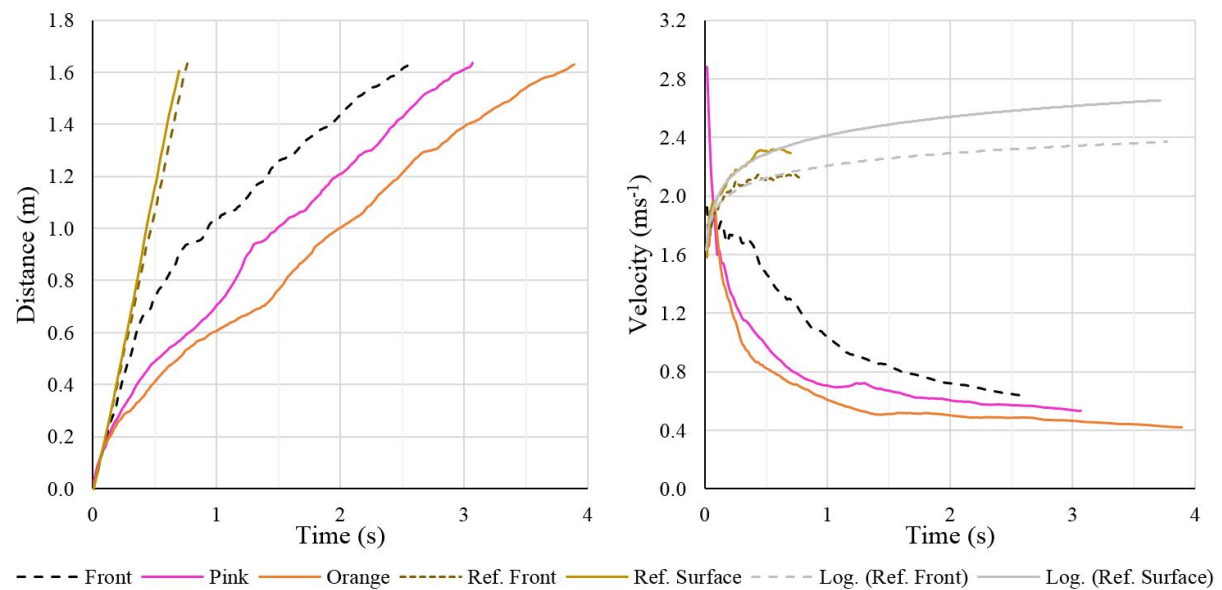 1.8
1.6
1.4
1.2
1.0
0.8
0.6
0.4
0.2
0.0
Distance (m)
0 1 2 3 4
Time (s)
3.2
2.8
2.4
2.0
1.6
1.2
0.8
0.4
0.0
Velocity (ms⁻¹)
0 1 2 3 4
Time (s)
Front Pink Orange Ref. Front Ref. Surface Log. (Ref. Front) Log. (Ref. Surface)